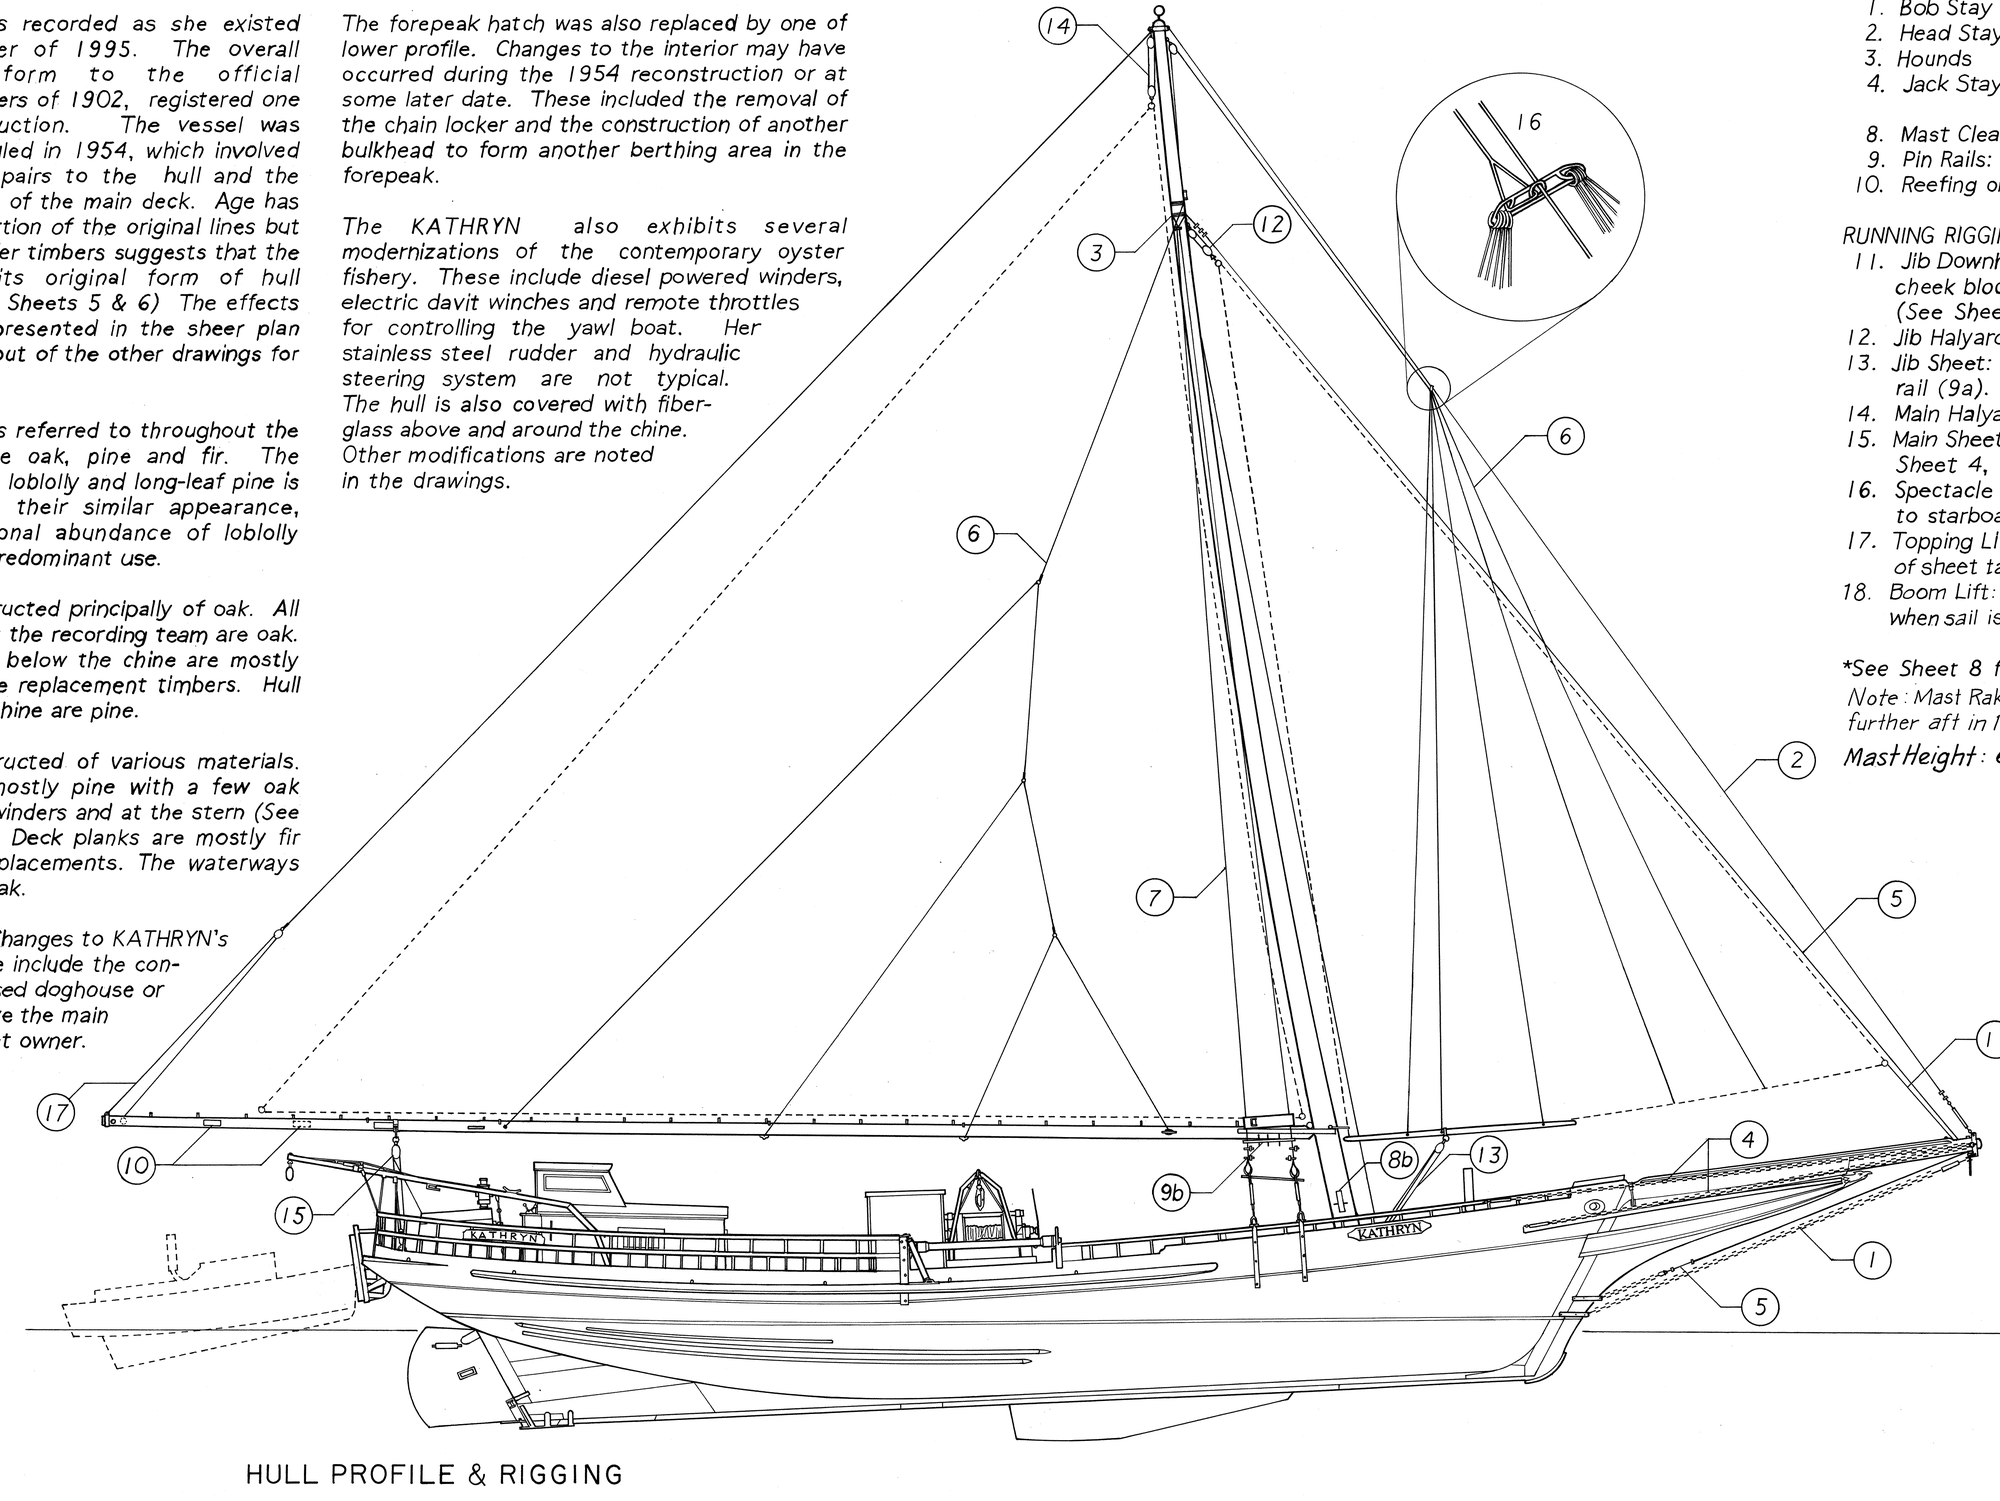 s recorded as she existed
er of 1995. The overall
form to the official
ers of 1902, registered one
uction. The vessel was
led in 1954, which involved
pairs to the hull and the
of the main deck. Age has
rtion of the original lines but
er timbers suggests that the
its original form of hull
Sheets 5 & 6) The effects
presented in the sheer plan
out of the other drawings for
s referred to throughout the
e oak, pine and fir. The
loblolly and long-leaf pine is
their similar appearance,
onal abundance of loblolly
redominant use.
ructed principally of oak. All
the recording team are oak.
below the chine are mostly
e replacement timbers. Hull
hine are pine.
ructed of various materials.
mostly pine with a few oak
winders and at the stern (See
Deck planks are mostly fir
placements. The waterways
ak.
Changes to KATHRYN's
e include the con-
sed doghouse or
re the main
t owner.
The forepeak hatch was also replaced by one of
lower profile. Changes to the interior may have
occurred during the 1954 reconstruction or at
some later date. These included the removal of
the chain locker and the construction of another
bulkhead to form another berthing area in the
forepeak.
The KATHRYN also exhibits several
modernizations of the contemporary oyster
fishery. These include diesel powered winders,
electric davit winches and remote throttles
for controlling the yawl boat. Her
stainless steel rudder and hydraulic
steering system are not typical.
The hull is also covered with fiber-
glass above and around the chine.
Other modifications are noted
in the drawings.
14
16
12
3
6
6
2
7
5
1
17
10
15
9b
8b
13
4
1
5
KATHRYN
KATHRYN
1. Bob Stay
2. Head Stay
3. Hounds
4. Jack Stay
8. Mast Clea
9. Pin Rails:
10. Reefing o
RUNNING RIGGI
11. Jib Downh
cheek bloc
(See Shee
12. Jib Halyard
13. Jib Sheet:
rail (9a).
14. Main Halya
15. Main Sheet
Sheet 4,
16. Spectacle
to starboa
17. Topping Li
of sheet ta
18. Boom Lift:
when sail is
*See Sheet 8 f
Note: Mast Rak
further aft in 1
Mast Height: 6
HULL PROFILE & RIGGING